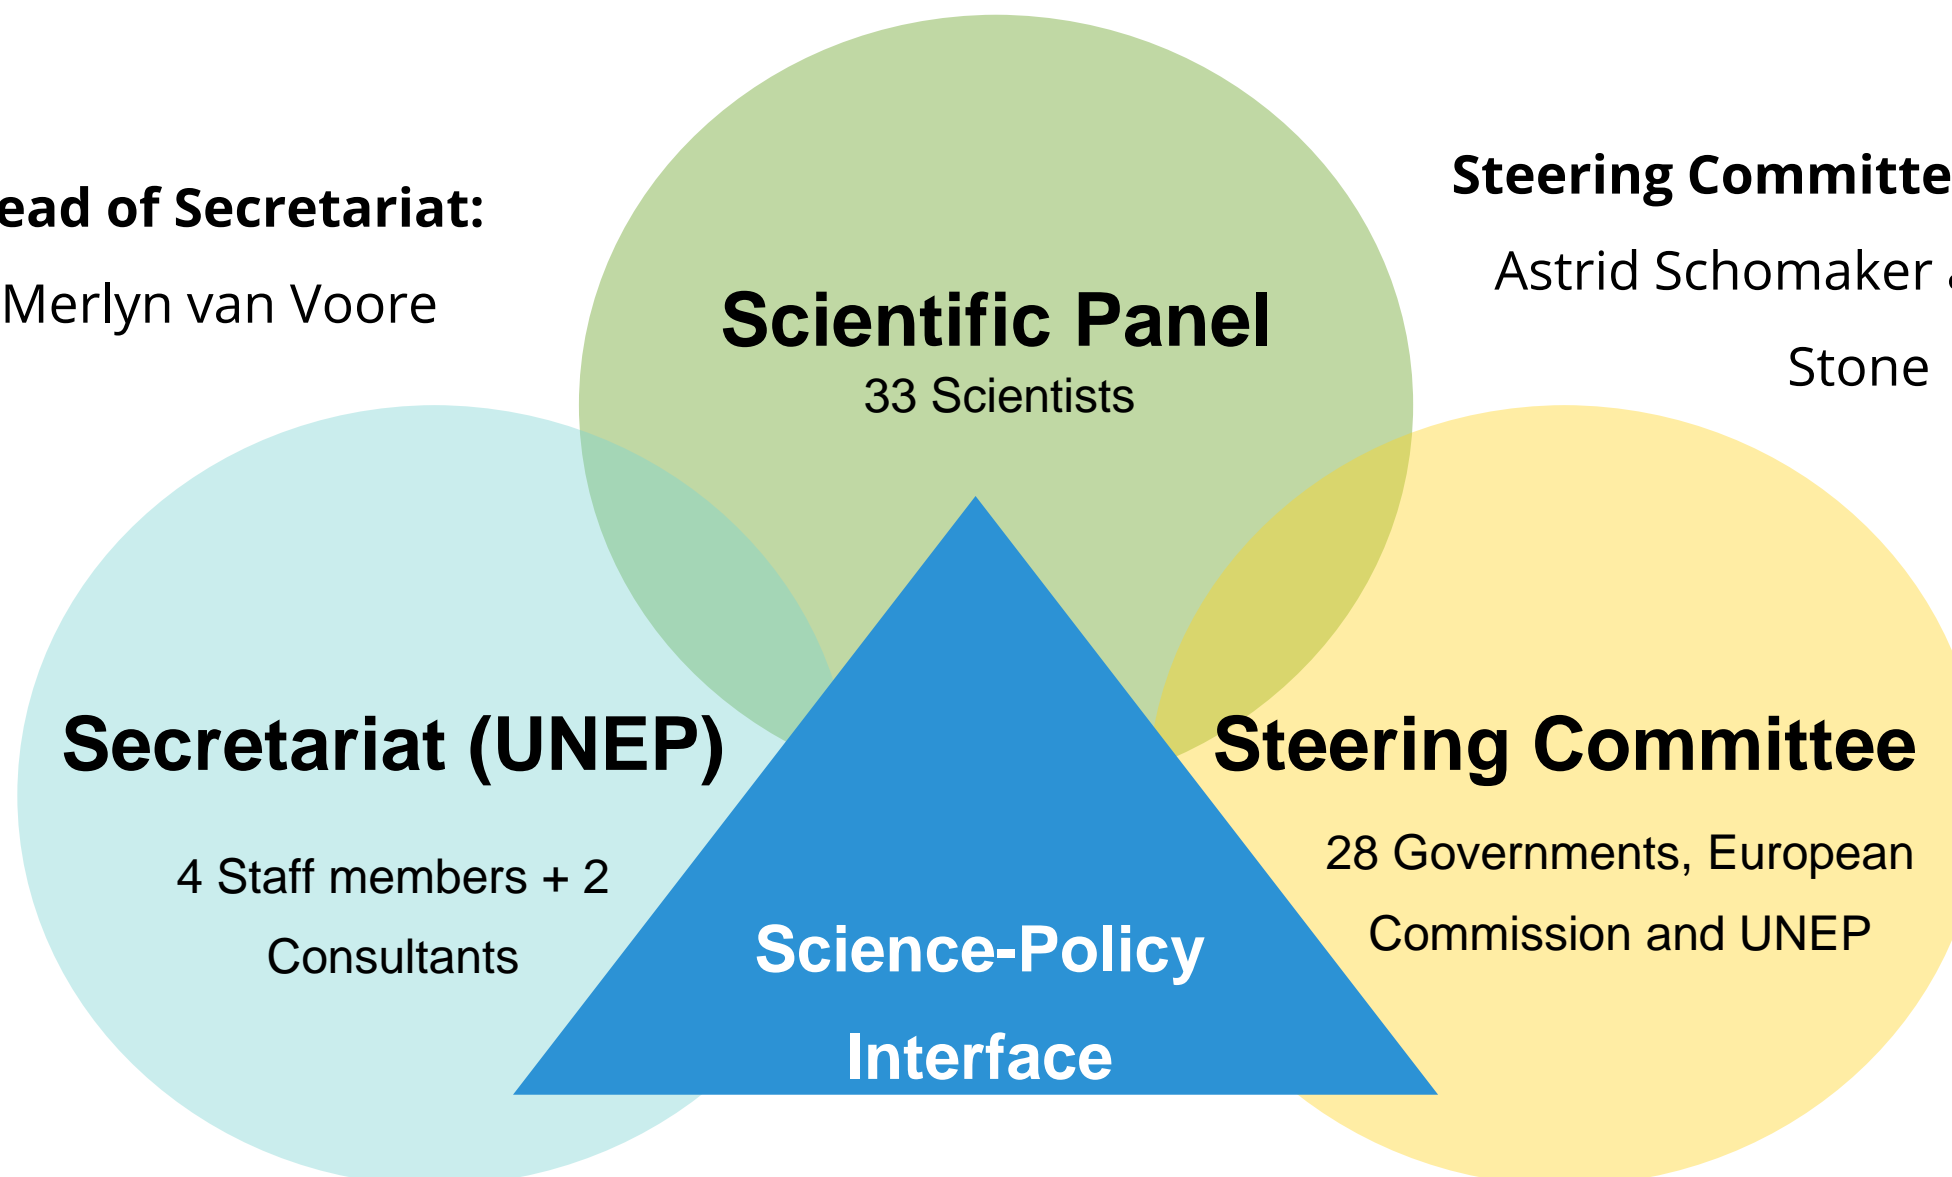 ead of Secretariat:
Merlyn van Voore
Steering Committe
Astrid Schomaker a
Stone
Scientific Panel
33 Scientists
Secretariat (UNEP)
4 Staff members + 2
Consultants
Steering Committee
28 Governments, European
Commission and UNEP
Science-Policy
Interface